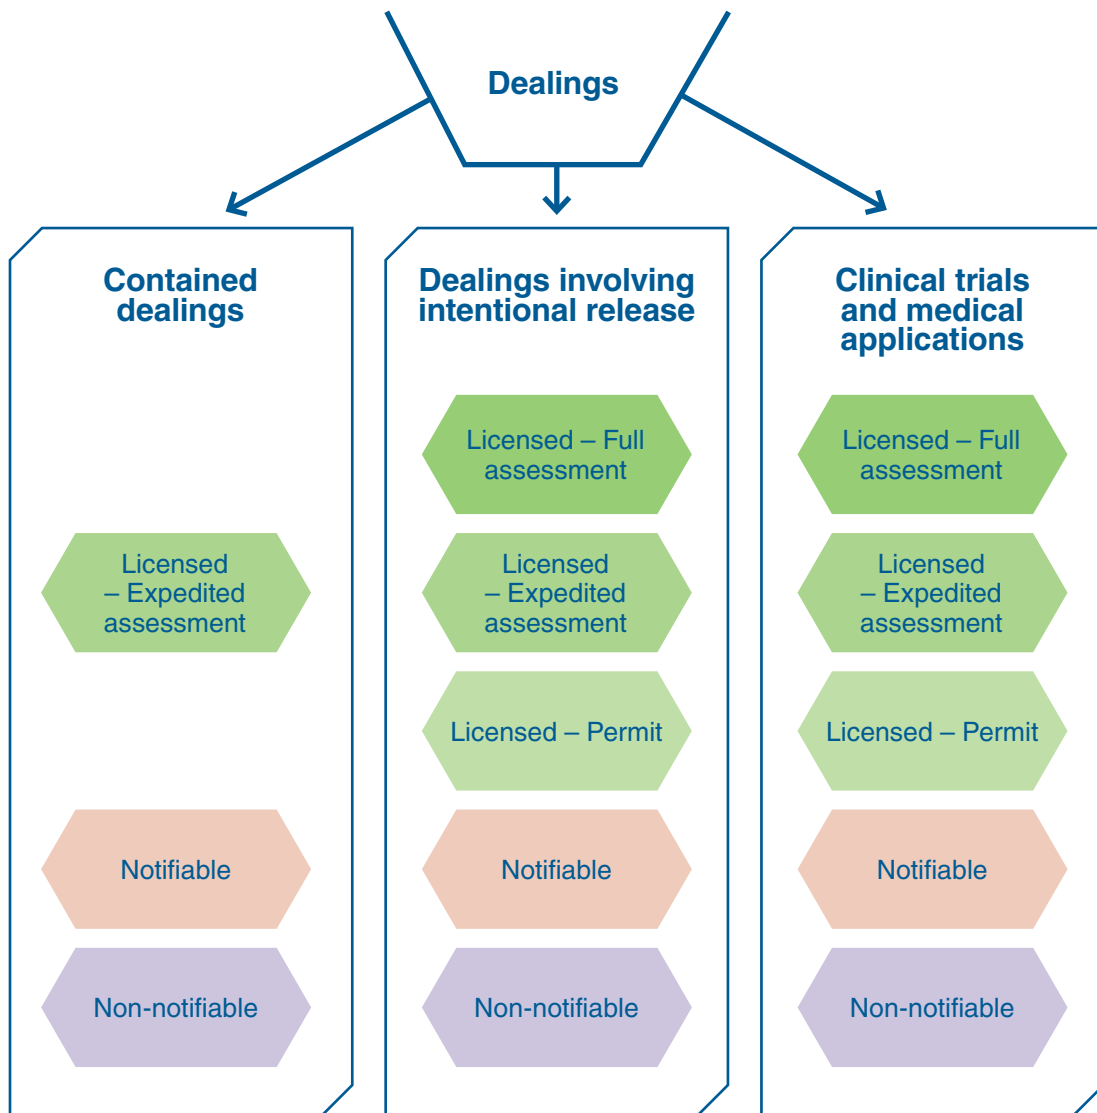 Dealings
Contained
dealings
Licensed
– Expedited
assessment
Notifiable
Non-notifiable
Dealings involving
intentional release
Licensed – Full
assessment
Licensed
– Expedited
assessment
Licensed – Permit
Notifiable
Non-notifiable
Clinical trials
and medical
applications
Licensed – Full
assessment
Licensed
– Expedited
assessment
Licensed – Permit
Notifiable
Non-notifiable